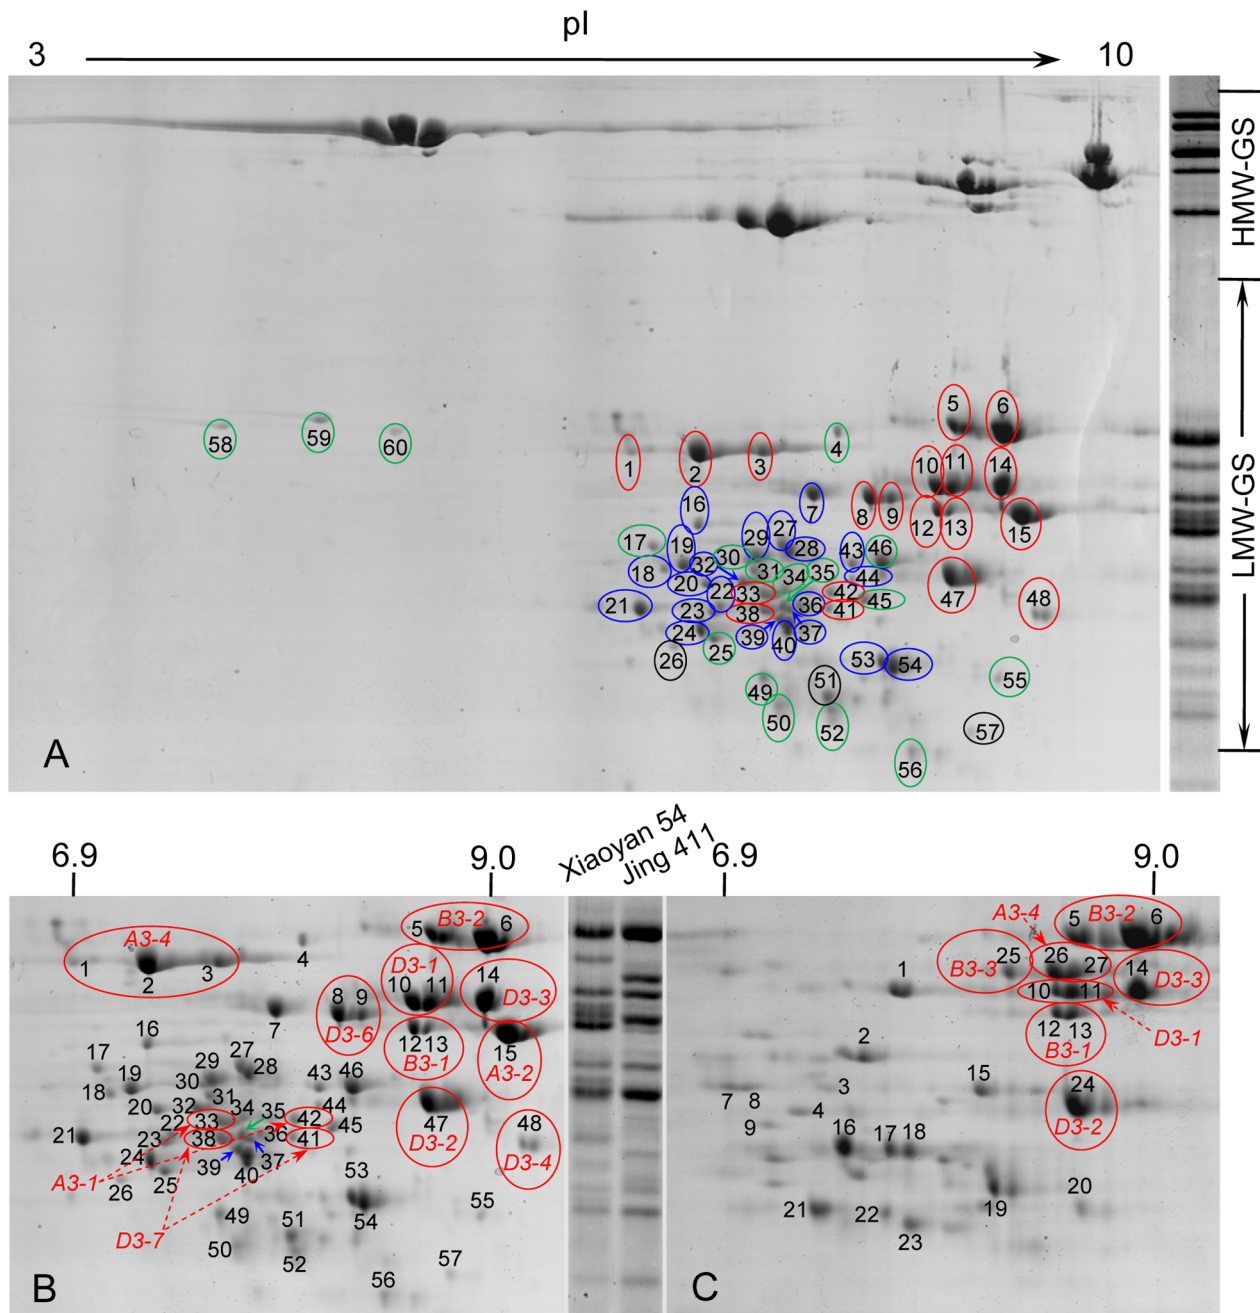 pI
3 10
HMW-GS
LMW-GS
5 6
4
58 59 60
1 2 3
10 11 14
16 7 8 9 12 13 15
17 19 29 27 28 43 46
30
18 32 31 34 35 44
20 33 42 47
21 23 22 38 36 41 45 48
24 39 37
25 40
26 53 54
49 51 55
50 52 57
56
A
Xiaoyan 54
Jing 411
6.9 9.0
5 B3-2 6
A3-4 4
1 2 3
D3-1 14
10 11 D3-3
8 9
7 D3-6
12 13
B3-1 15
A3-2
16
17 29 27 28
18 19 30 31 43 46
20 32 34 35 44
22 33 42 47
21 23 38 36 41 45 D3-2 48
24 39 37 D3-4
A3-1 25 40
26 53
D3-7 49 54 55
51
50 52 57
56
B
6.9 9.0
A3-4 5 B3-2 6
B3-3 25 26 27 14 D3-3
1 10 11
12 13 D3-1
B3-1
2
3 15 24
7 8 4 D3-2
9 16 17 18
21 22 19 20
23
C